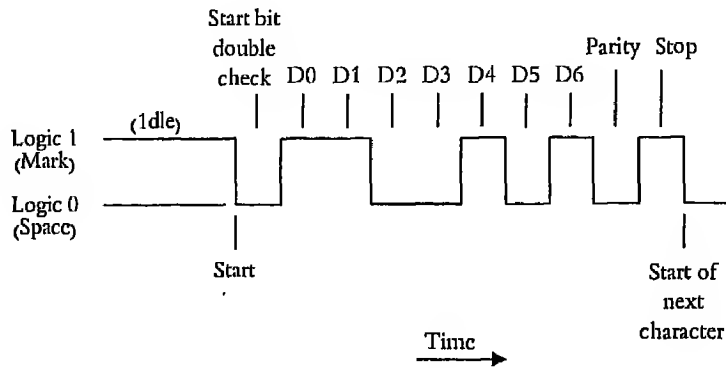 Start bit
double
check
D0 D1 D2 D3 D4 D5 D6
Parity Stop
(1dle)
Logic 1
(Mark)
Logic 0
(Space)
Start
Start of
next
character
Time